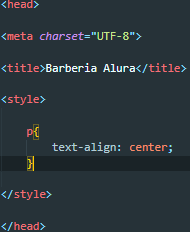 <head>
<meta charset="UTF-8">
<title>Barberia Alura</title>
<style>
p{
text-align: center;
}
</style>
</head>